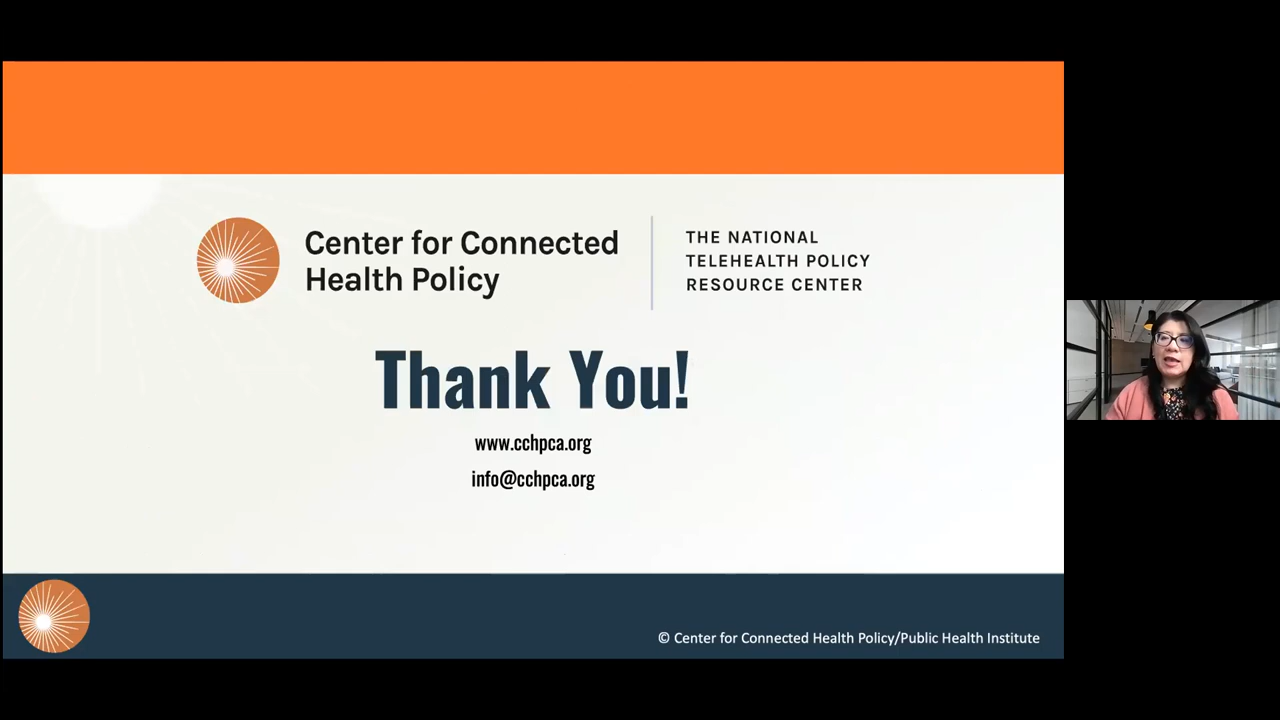 Center for Connected
Health Policy
THE NATIONAL
TELEHEALTH POLICY
RESOURCE CENTER
Thank You!
www.cchpca.org
info@cchpca.org
© Center for Connected Health Policy/Public Health Institute